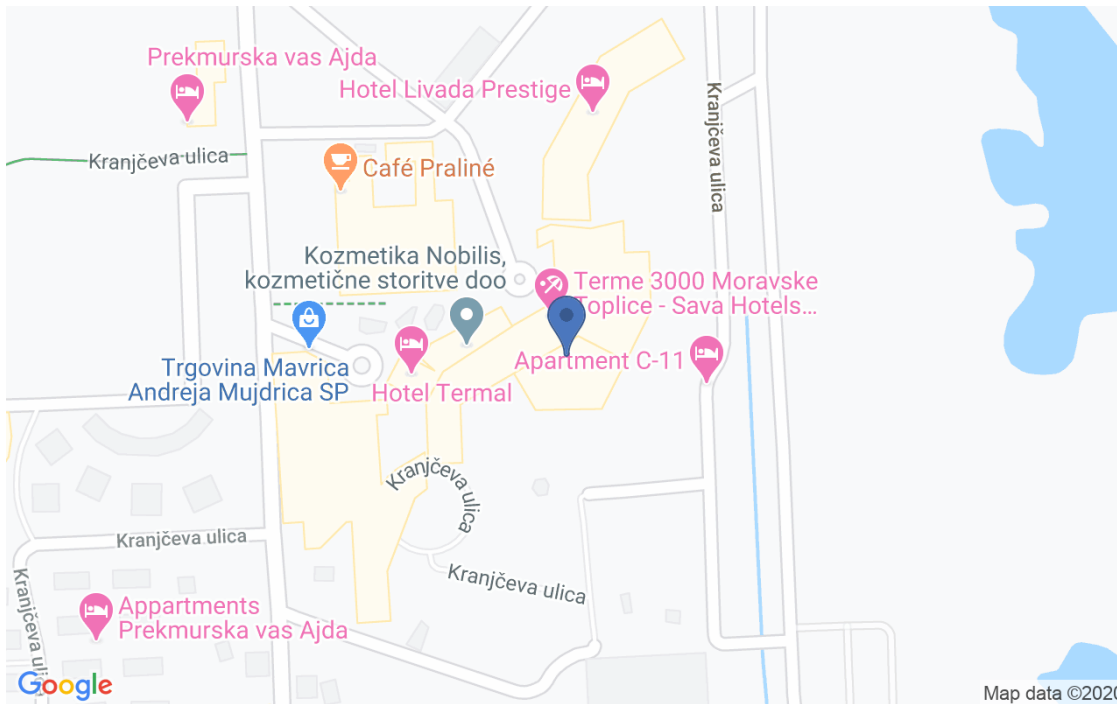 Prekmurska vas Ajda
Hotel Livada Prestige
Kranjčeva ulica
Kranjčeva ulica
Café Praliné
Kozmetika Nobilis,
kozmetične storitve doo
Terme 3000 Moravske
Toplice - Sava Hotels...
Apartment C-11
Trgovina Mavrica
Andreja Mujdrica SP
Hotel Termal
Kranjčeva ulica
Kranjčeva ulica
Kranjčeva ulica
Kranjčeva ulica
Appartments
Prekmurska vas Ajda
Google
Map data ©2020